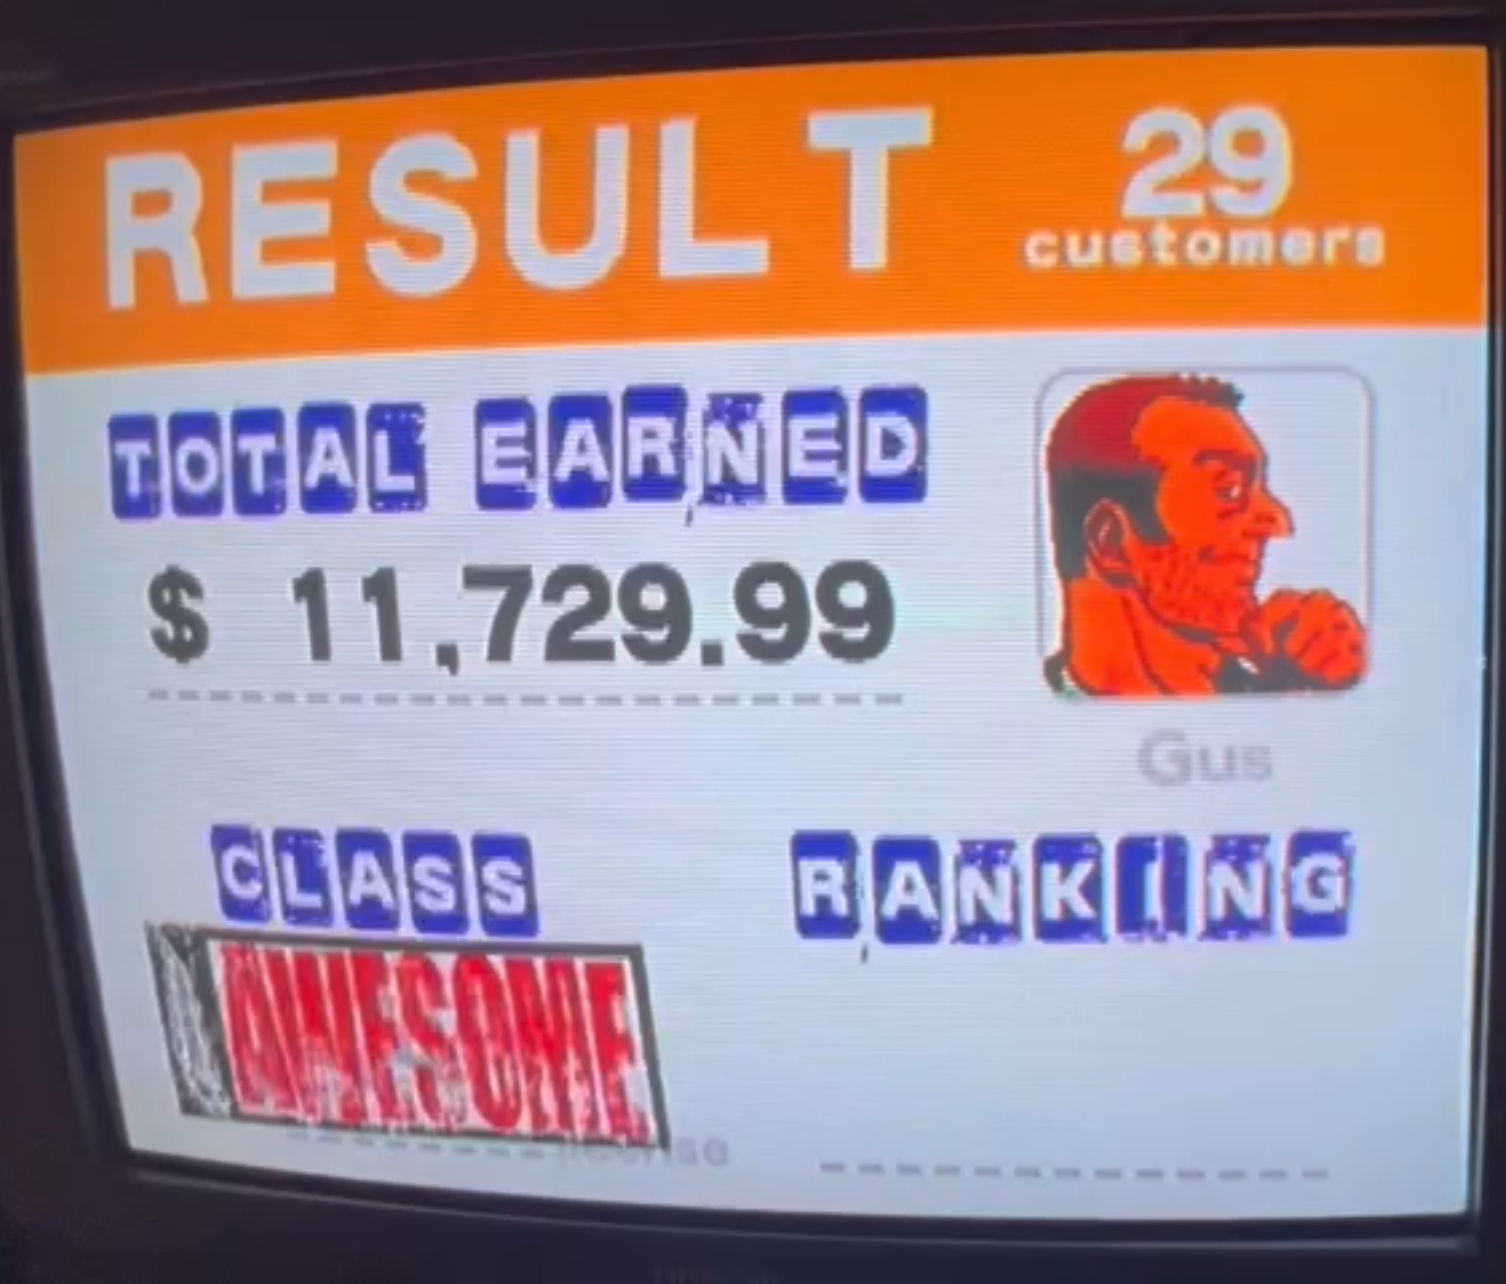 RESULT
29
customers
TOTAL EARNED
$ 11,729.99
Gus
CLASS
RANKING
AWESOME